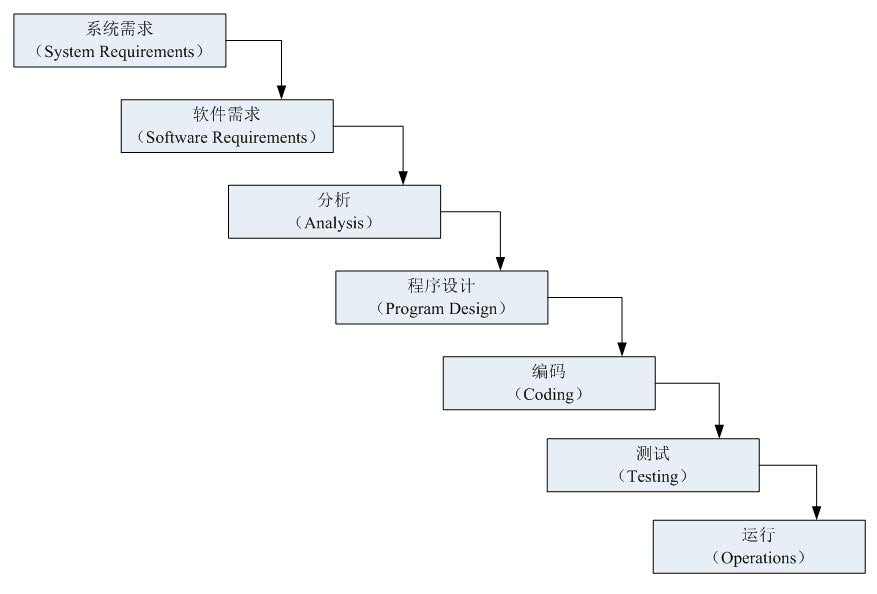 系统需求
（System Requirements）
软件需求
（Software Requirements）
分析
（Analysis）
程序设计
（Program Design）
编码
（Coding）
测试
（Testing）
运行
（Operations）